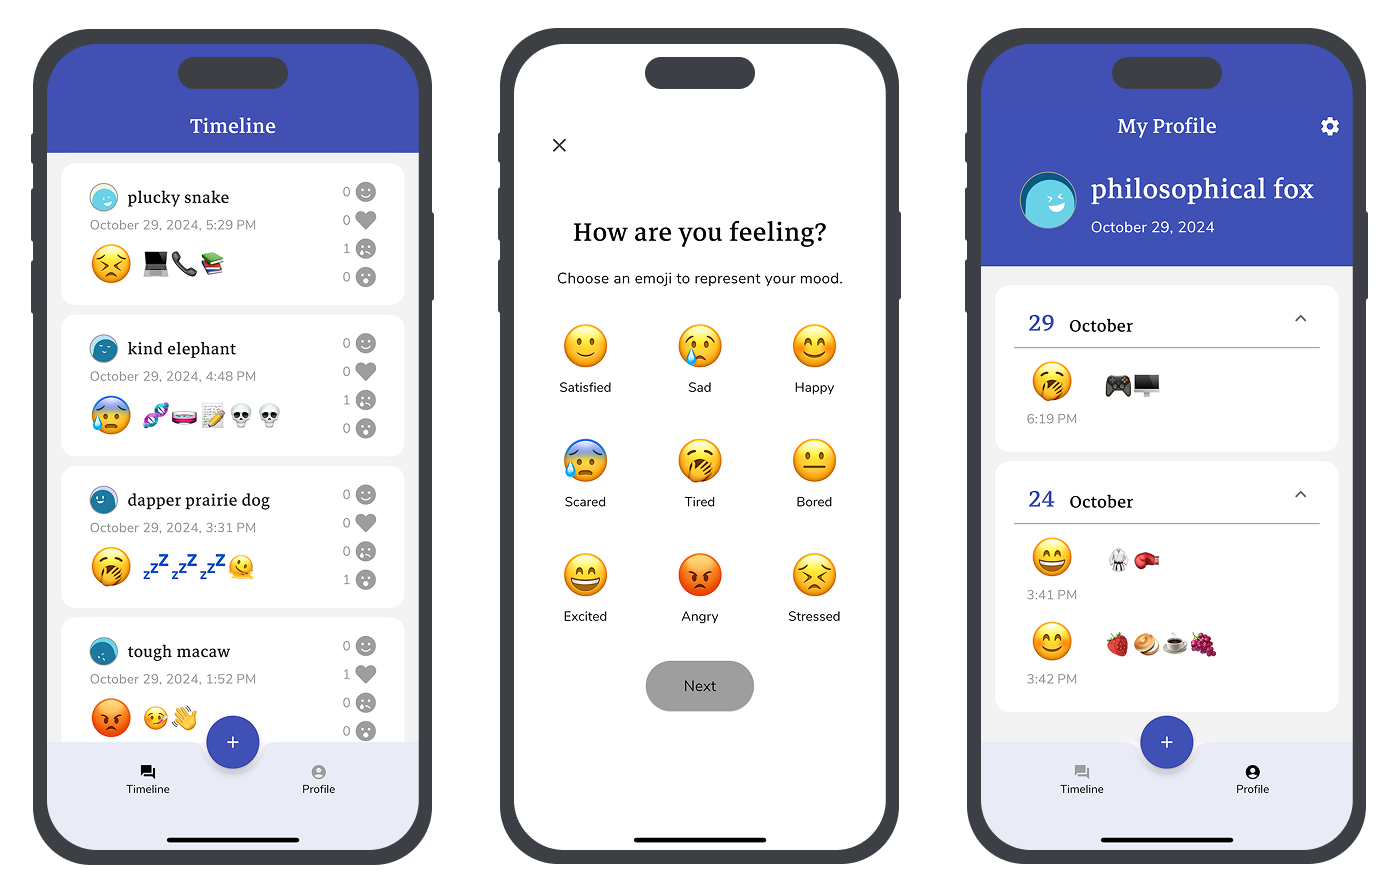 Timeline
plucky snake
October 29, 2024, 5:29 PM
0
0
1
0
kind elephant
October 29, 2024, 4:48 PM
0
0
1
0
dapper prairie dog
October 29, 2024, 3:31 PM
zzZzzZzzZ
0
0
0
1
tough macaw
October 29, 2024, 1:52 PM
0
1
0
0
+
Timeline
Profile
How are you feeling?
Choose an emoji to represent your mood.
Satisfied Sad Happy
Scared Tired Bored
Excited Angry Stressed
Next
My Profile
philosophical fox
October 29, 2024
29 October
6:19 PM
24 October
3:41 PM
3:42 PM
+
Timeline
Profile